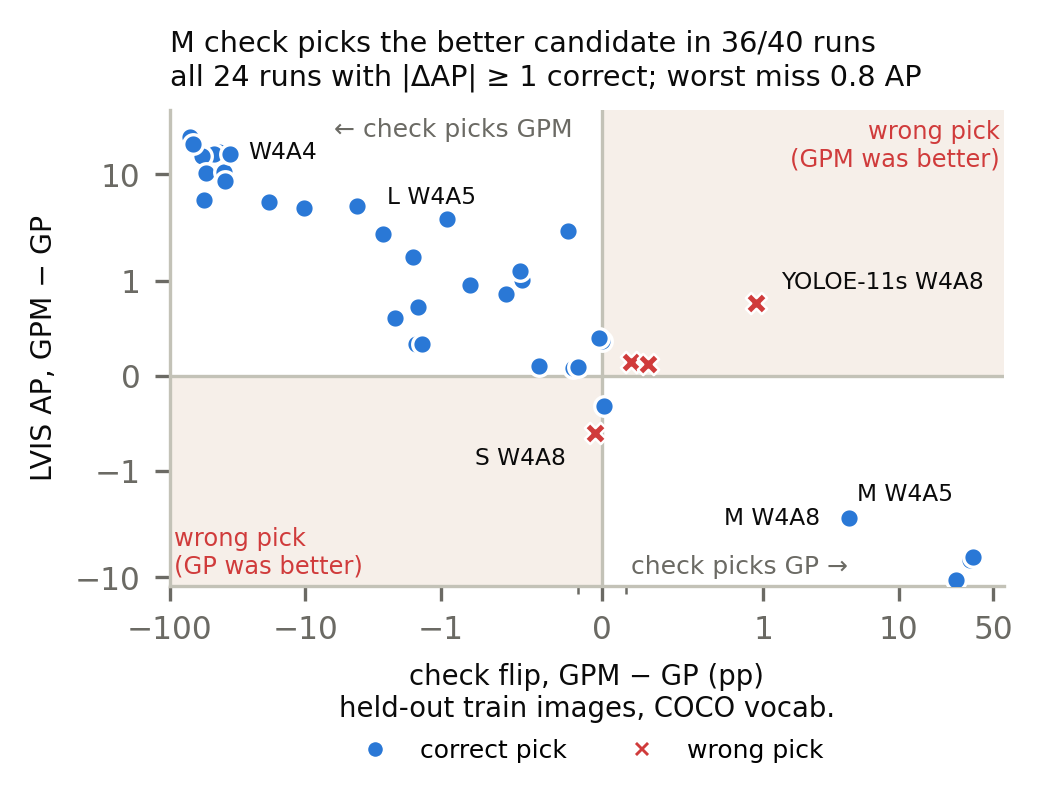 M check picks the better candidate in 36/40 runs
all 24 runs with |ΔAP| ≥ 1 correct; worst miss 0.8 AP
← check picks GPM
wrong pick
(GPM was better)
W4A4
L W4A5
YOLOE-11s W4A8
S W4A8
M W4A5
M W4A8
wrong pick
(GP was better)
check picks GP →
LVIS AP, GPM − GP
10
1
0
−1
−10
−100
−10
−1
0
1
10
50
check flip, GPM − GP (pp)
held-out train images, COCO vocab.
correct pick
wrong pick